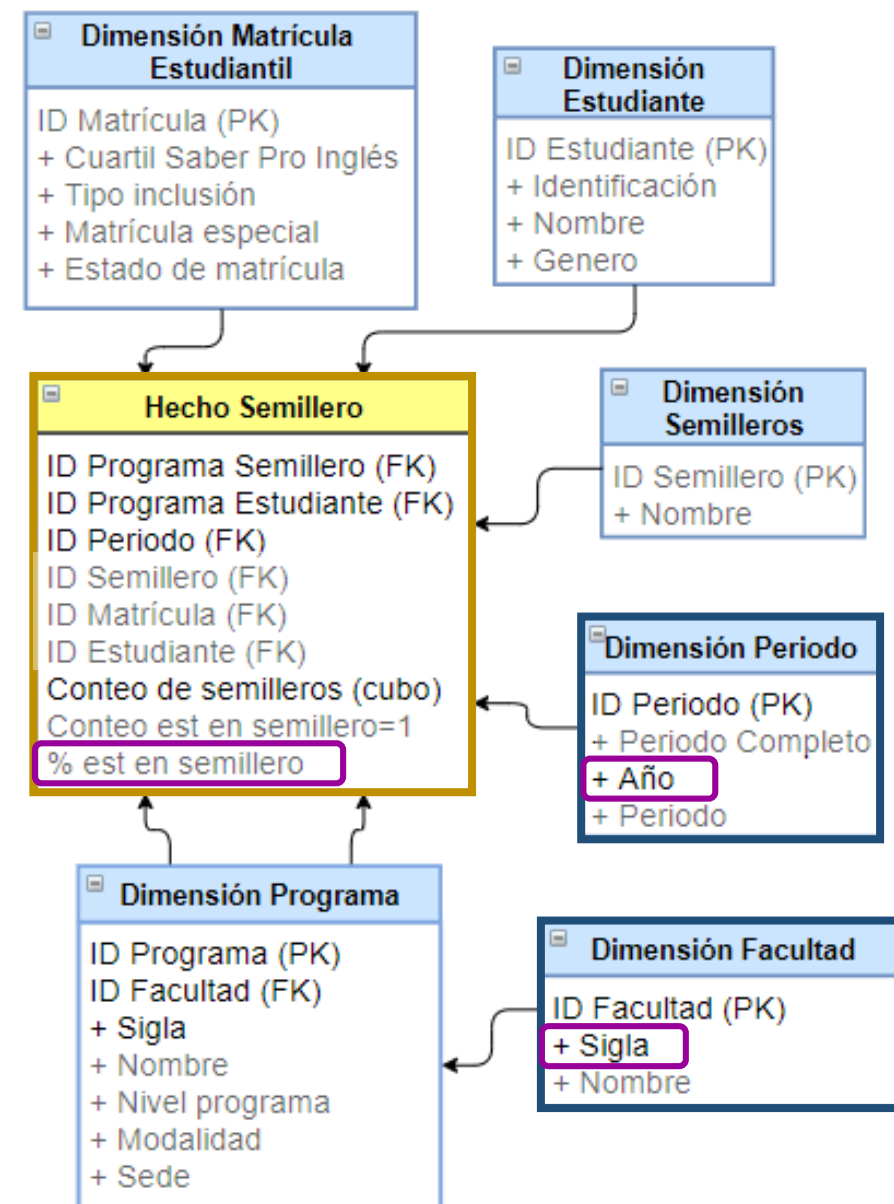 Dimensión Matrícula
Estudiantil
ID Matrícula (PK)
+ Cuartil Saber Pro Inglés
+ Tipo inclusión
+ Matrícula especial
+ Estado de matrícula
Dimensión
Estudiante
ID Estudiante (PK)
+ Identificación
+ Nombre
+ Genero
Hecho Semillero
ID Programa Semillero (FK)
ID Programa Estudiante (FK)
ID Periodo (FK)
ID Semillero (FK)
ID Matrícula (FK)
ID Estudiante (FK)
Conteo de semilleros (cubo)
Conteo est en semillero=1
% est en semillero
Dimensión
Semilleros
ID Semillero (PK)
+ Nombre
Dimensión Periodo
ID Periodo (PK)
+ Periodo Completo
+ Año
+ Periodo
Dimensión Programa
ID Programa (PK)
ID Facultad (FK)
+ Sigla
+ Nombre
+ Nivel programa
+ Modalidad
+ Sede
Dimensión Facultad
ID Facultad (PK)
+ Sigla
+ Nombre